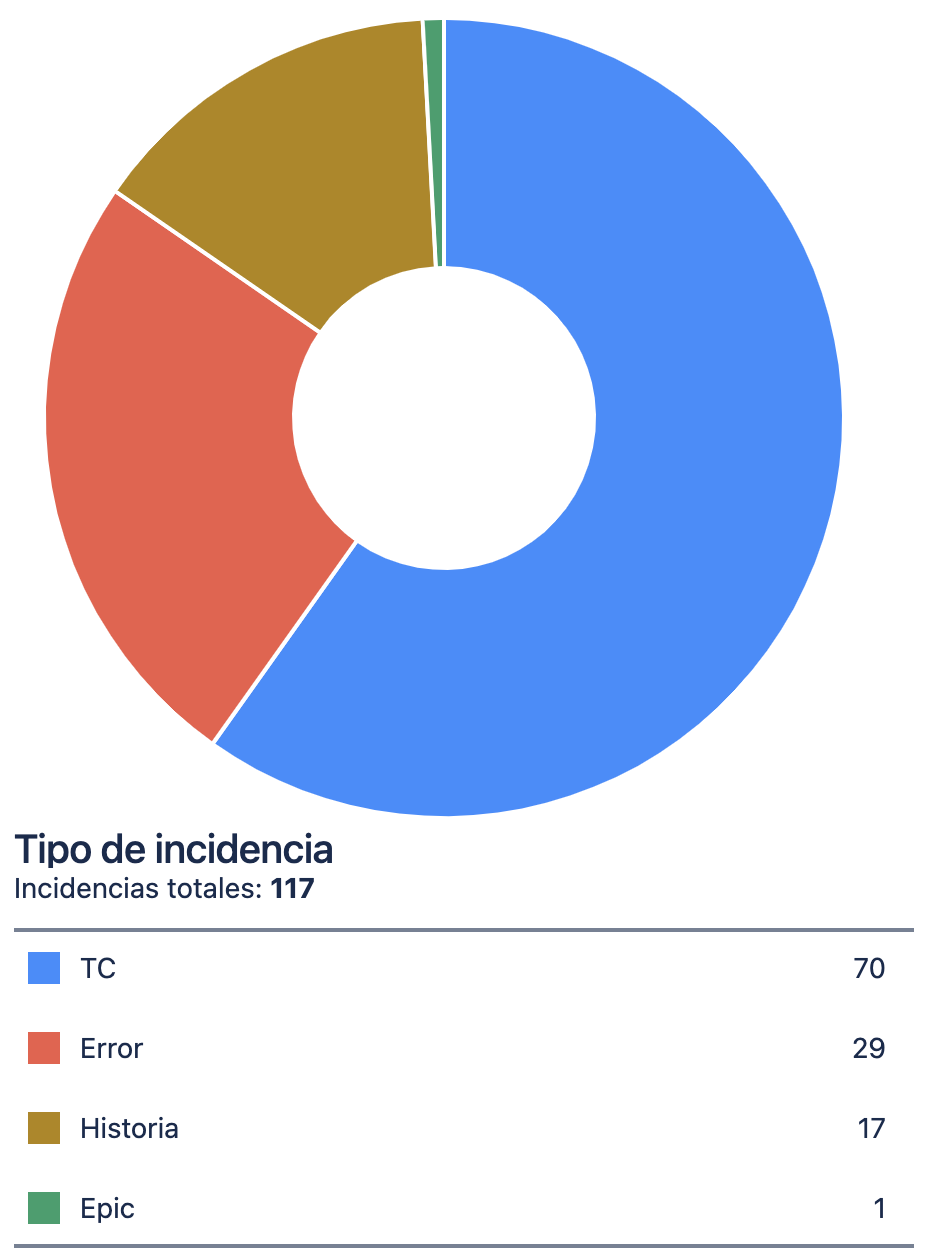 Tipo de incidencia
Incidencias totales: 117
TC 70
Error 29
Historia 17
Epic 1